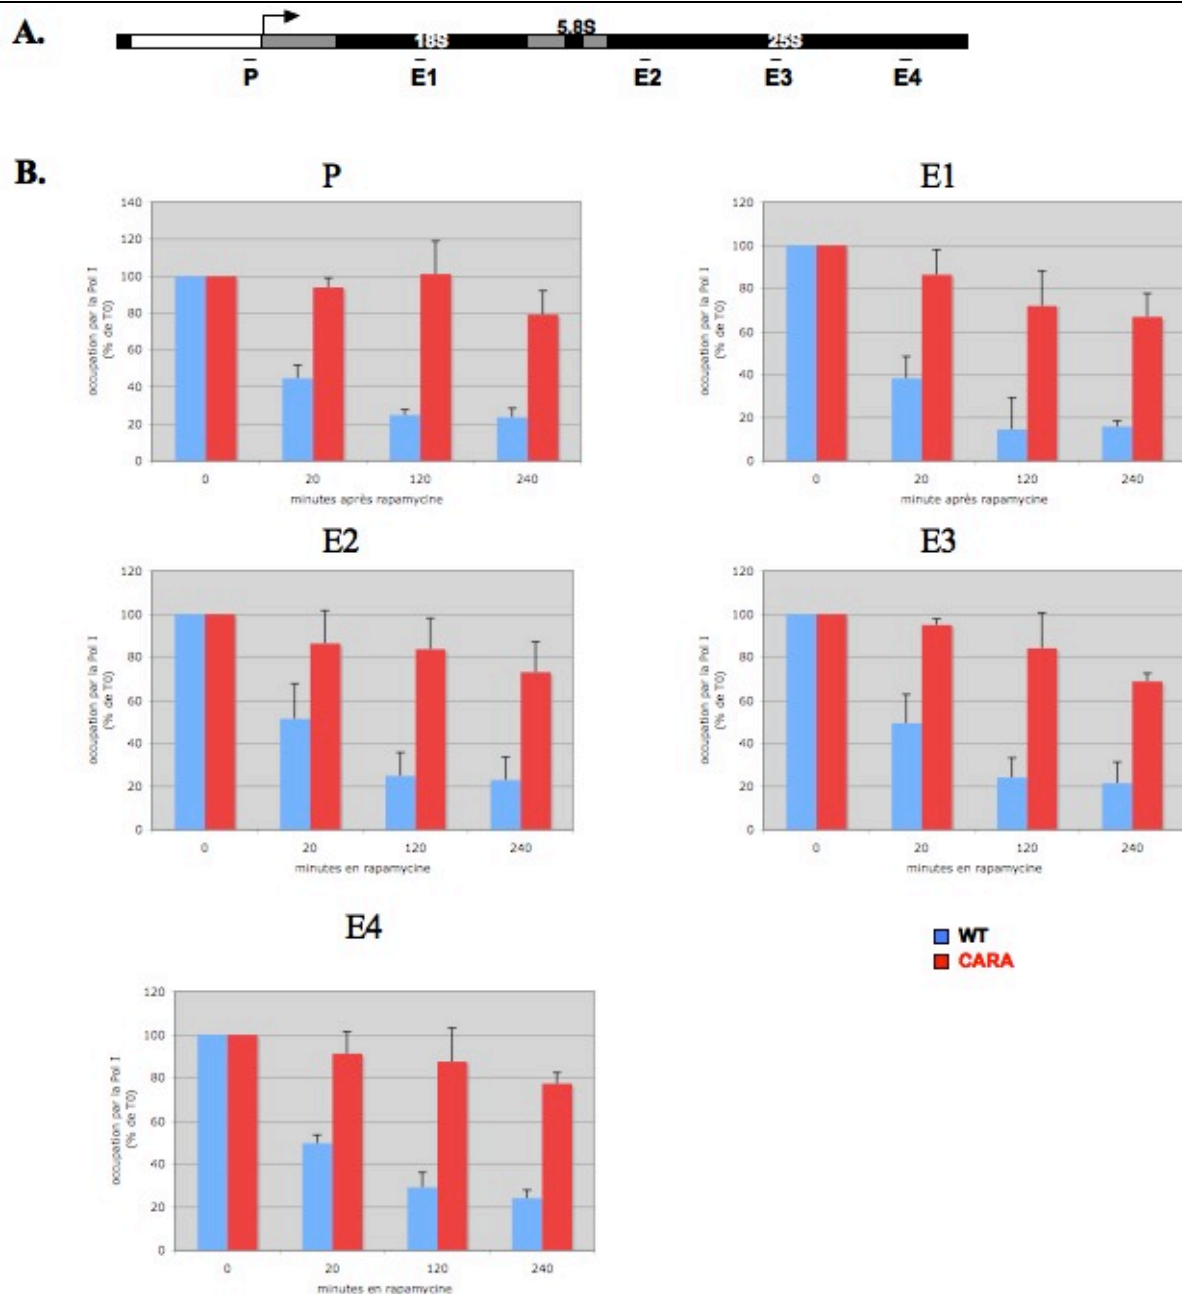 A.
5.8S
18S
25S
P
E1
E2
E3
E4
B.
P
occupation par la Pol I
(% de T0)
140
120
100
80
60
40
20
0
0
20
120
240
minutes après rapamycine
E1
occupation par la Pol I
(% de T0)
120
100
80
60
40
20
0
0
20
120
240
minute après rapamycine
E2
occupation par la Pol I
(% de T0)
120
100
80
60
40
20
0
0
20
120
240
minutes en rapamycine
E3
occupation par la Pol I
(% de T0)
120
100
80
60
40
20
0
0
20
120
240
minutes en rapamycine
E4
occupation par la Pol I
(% de T0)
120
100
80
60
40
20
0
0
20
120
240
minutes en rapamycine
WT
CARA